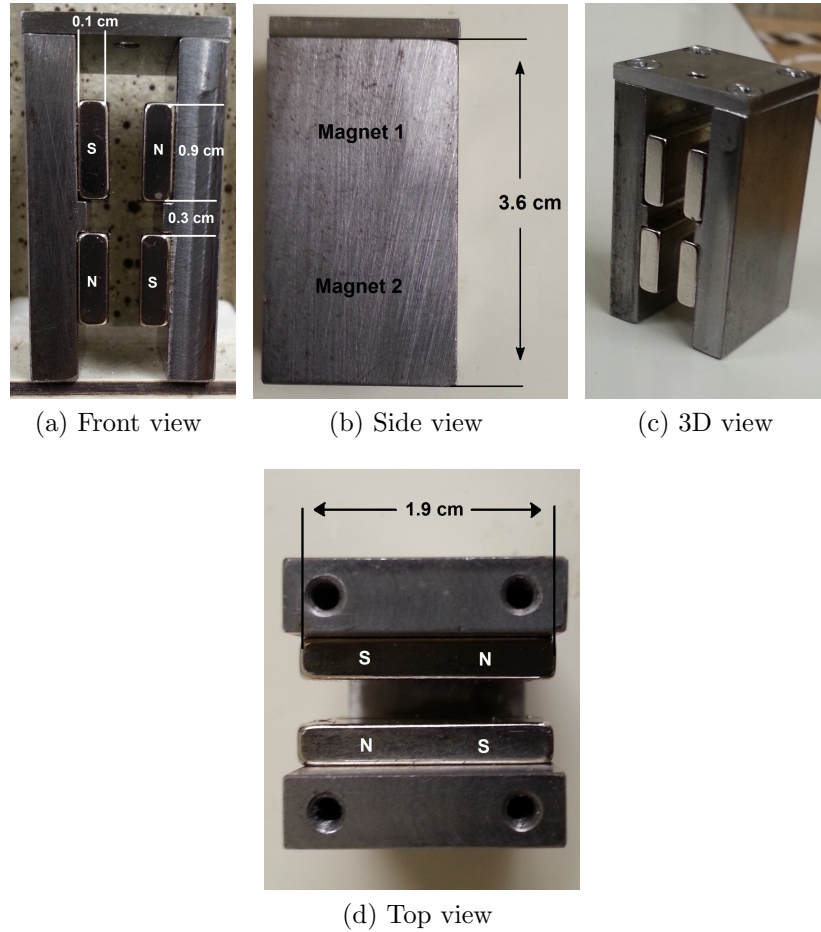 0.1 cm
S N 0.9 cm
0.3 cm
N S
Magnet 1
3.6 cm
Magnet 2
(a) Front view (b) Side view (c) 3D view
1.9 cm
S N
N S
(d) Top view